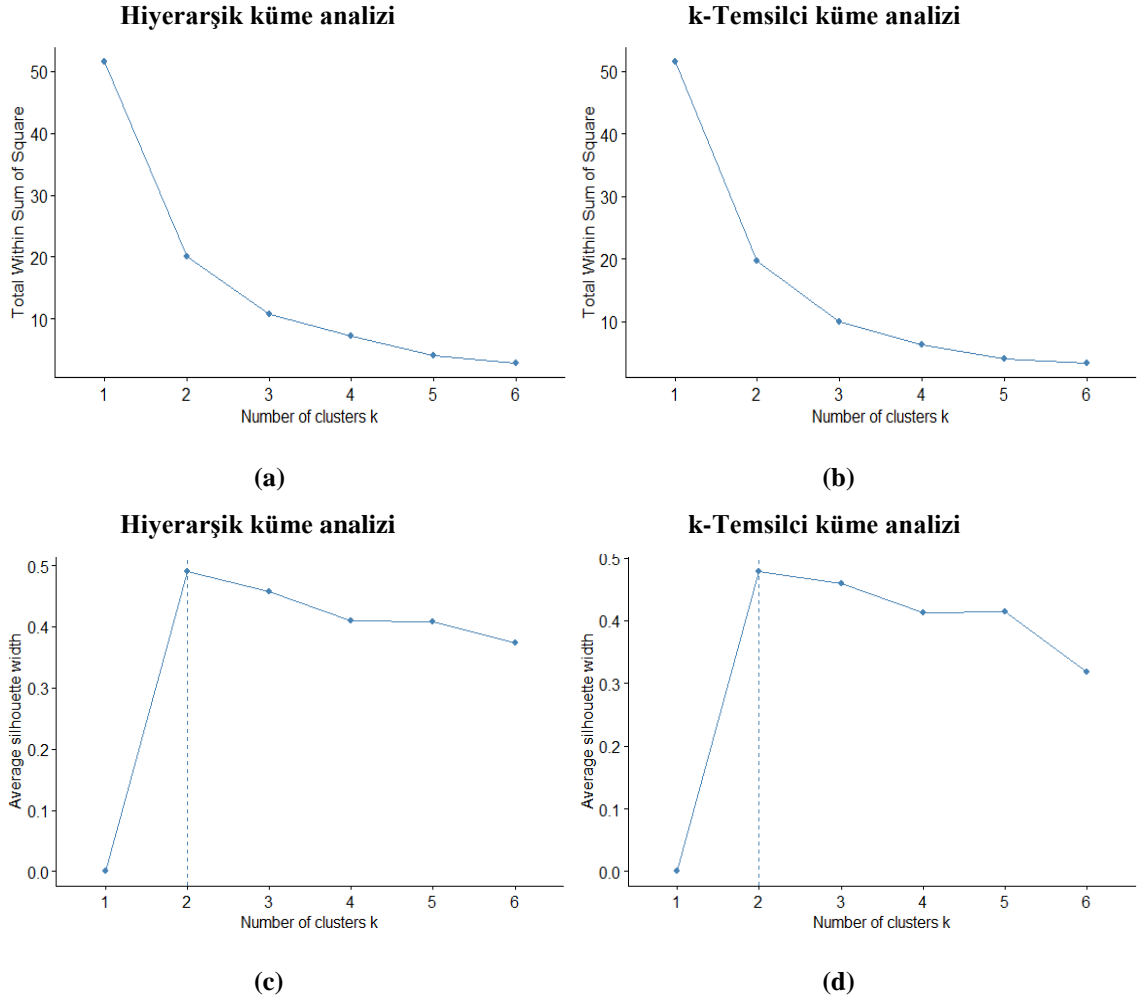 Hiyerarşik küme analizi
k-Temsilci küme analizi
Total Within Sum of Square
50
40
30
20
10
1 2 3 4 5 6
Number of clusters k
(a)
Total Within Sum of Square
50
40
30
20
10
1 2 3 4 5 6
Number of clusters k
(b)
Hiyerarşik küme analizi
k-Temsilci küme analizi
Average silhouette width
0.5
0.4
0.3
0.2
0.1
0.0
1 2 3 4 5 6
Number of clusters k
(c)
Average silhouette width
0.5
0.4
0.3
0.2
0.1
0.0
1 2 3 4 5 6
Number of clusters k
(d)